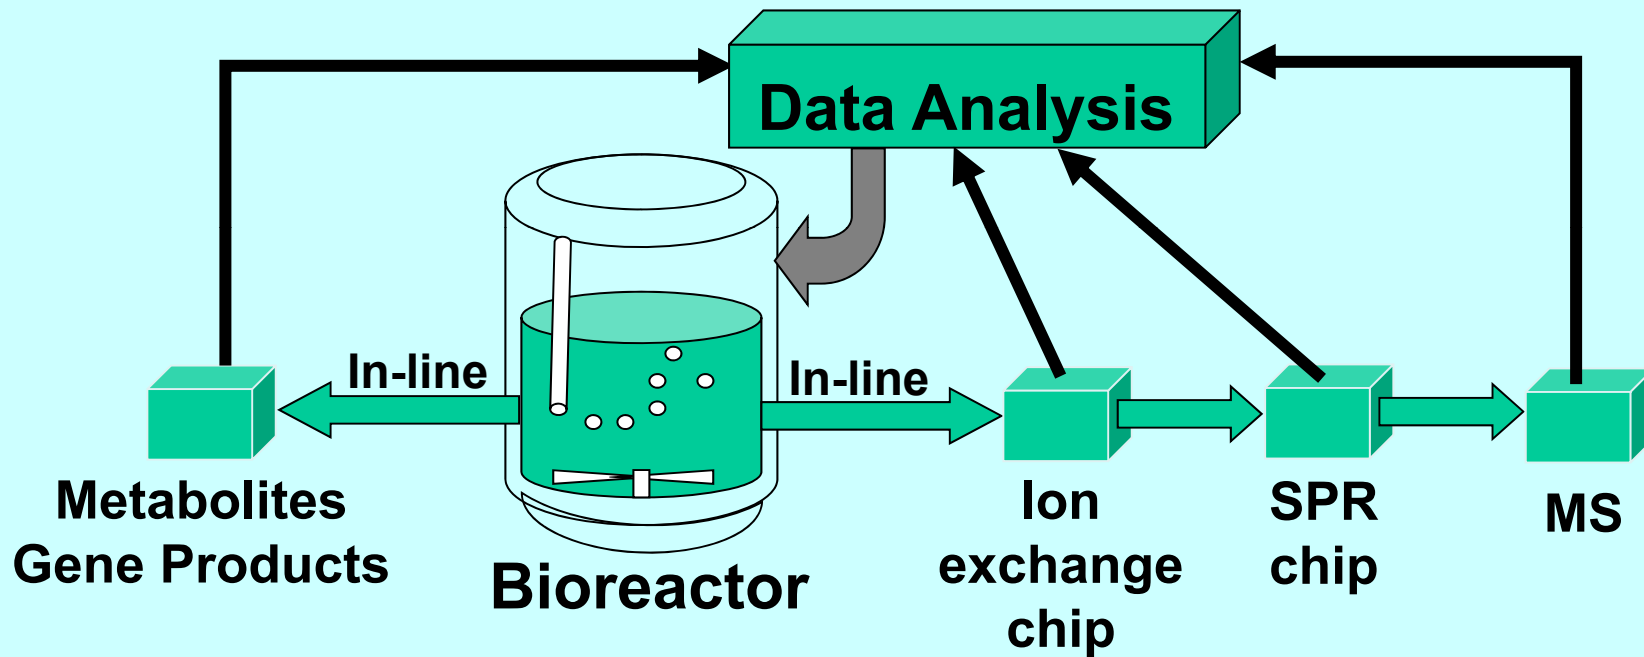 Data Analysis
In-line
In-line
Metabolites
Gene Products
Bioreactor
Ion
exchange
chip
SPR
chip
MS